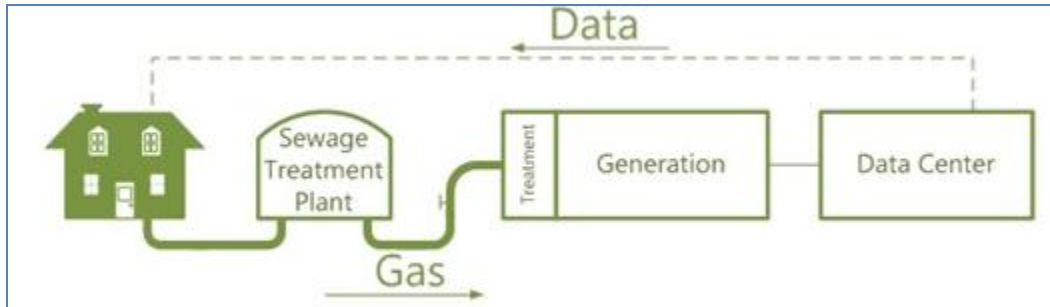 Data
Sewage
Treatment
Plant
Treatment
Generation
Data Center
Gas